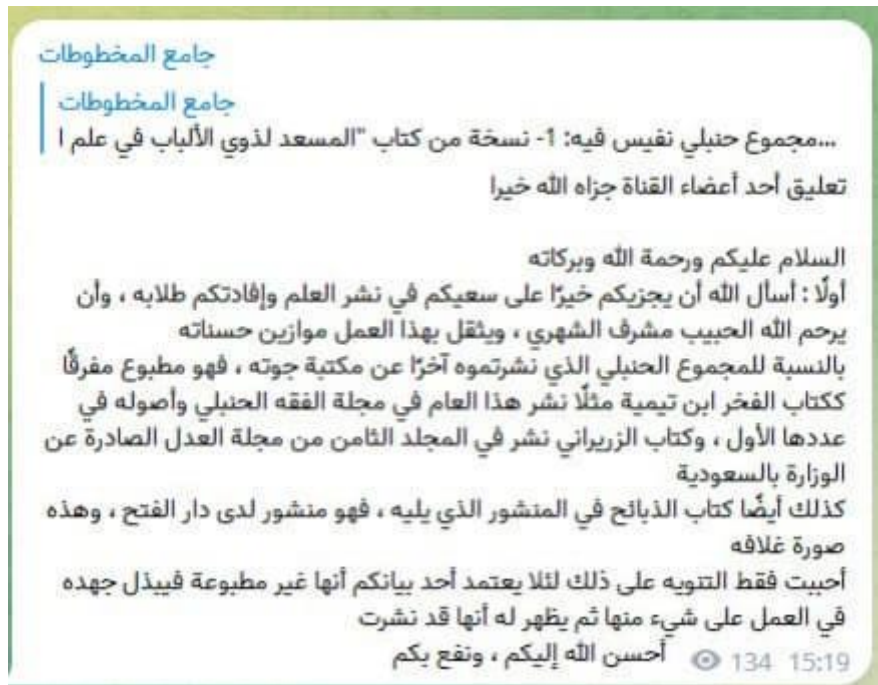 جامع المخطوطات
جامع المخطوطات
...مجموع حنبلي نفيس فيه: 1- نسخة من كتاب "المسعد لذوي الألباب في علم ا
تعليق أحد أعضاء القناة جزاه الله خيرا
السلام عليكم ورحمة الله وبركاته
أولًا : أسأل الله أن يجزيكم خيرًا على سعيكم في نشر العلم وإفادتكم طلابه ، وأن
يرحم الله الحبيب مشرف الشهري ، ويثقل بهذا العمل موازين حسناته
بالنسبة للمجموع الحنبلي الذي نشرتموه آخرًا عن مكتبة جوته ، فهو مطبوع مفرقًا
ككتاب الفخر ابن تيمية مثلًا نشر هذا العام في مجلة الفقه الحنبلي وأصوله في
عددها الأول ، وكتاب الزريراني نشر في المجلد الثامن من مجلة العدل الصادرة عن
الوزارة بالسعودية
كذلك أيضًا كتاب الذبائح في المنشور الذي يليه ، فهو منشور لدى دار الفتح ، وهذه
صورة غلافه
أحببت فقط التنويه على ذلك لئلا يعتمد أحد بيانكم أنها غير مطبوعة فيبذل جهده
في العمل على شيء منها ثم يظهر له أنها قد نشرت
أحسن الله إليكم ، ونفع بكم
134 15:19